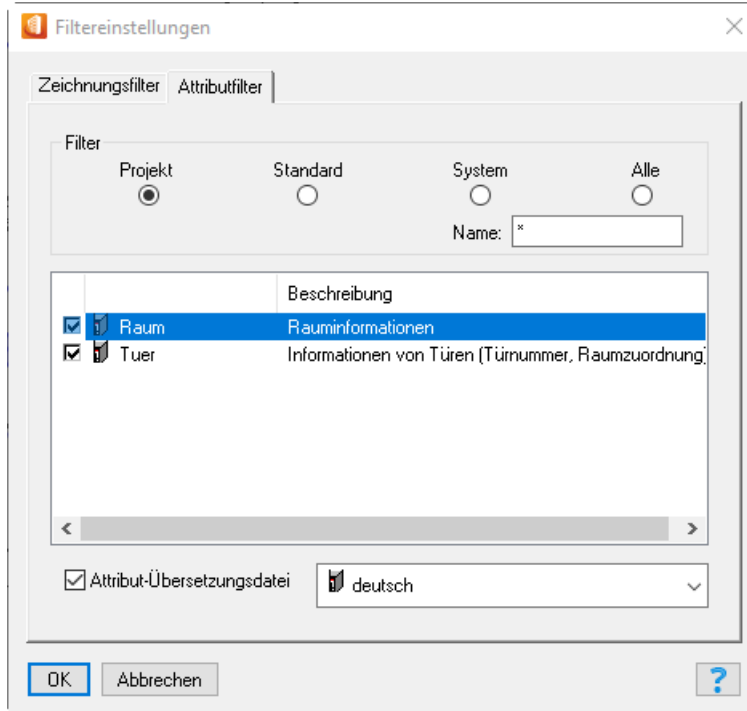 Filtereinstellungen
Zeichnungsfilter Attributfilter
Filter
Projekt Standard System Alle
Name: *
Beschreibung
Raum Rauminformationen
Tuer Informationen von Türen (Türnummer, Raumzuordnung)
Attribut-Übersetzungsdatei deutsch
OK Abbrechen ?